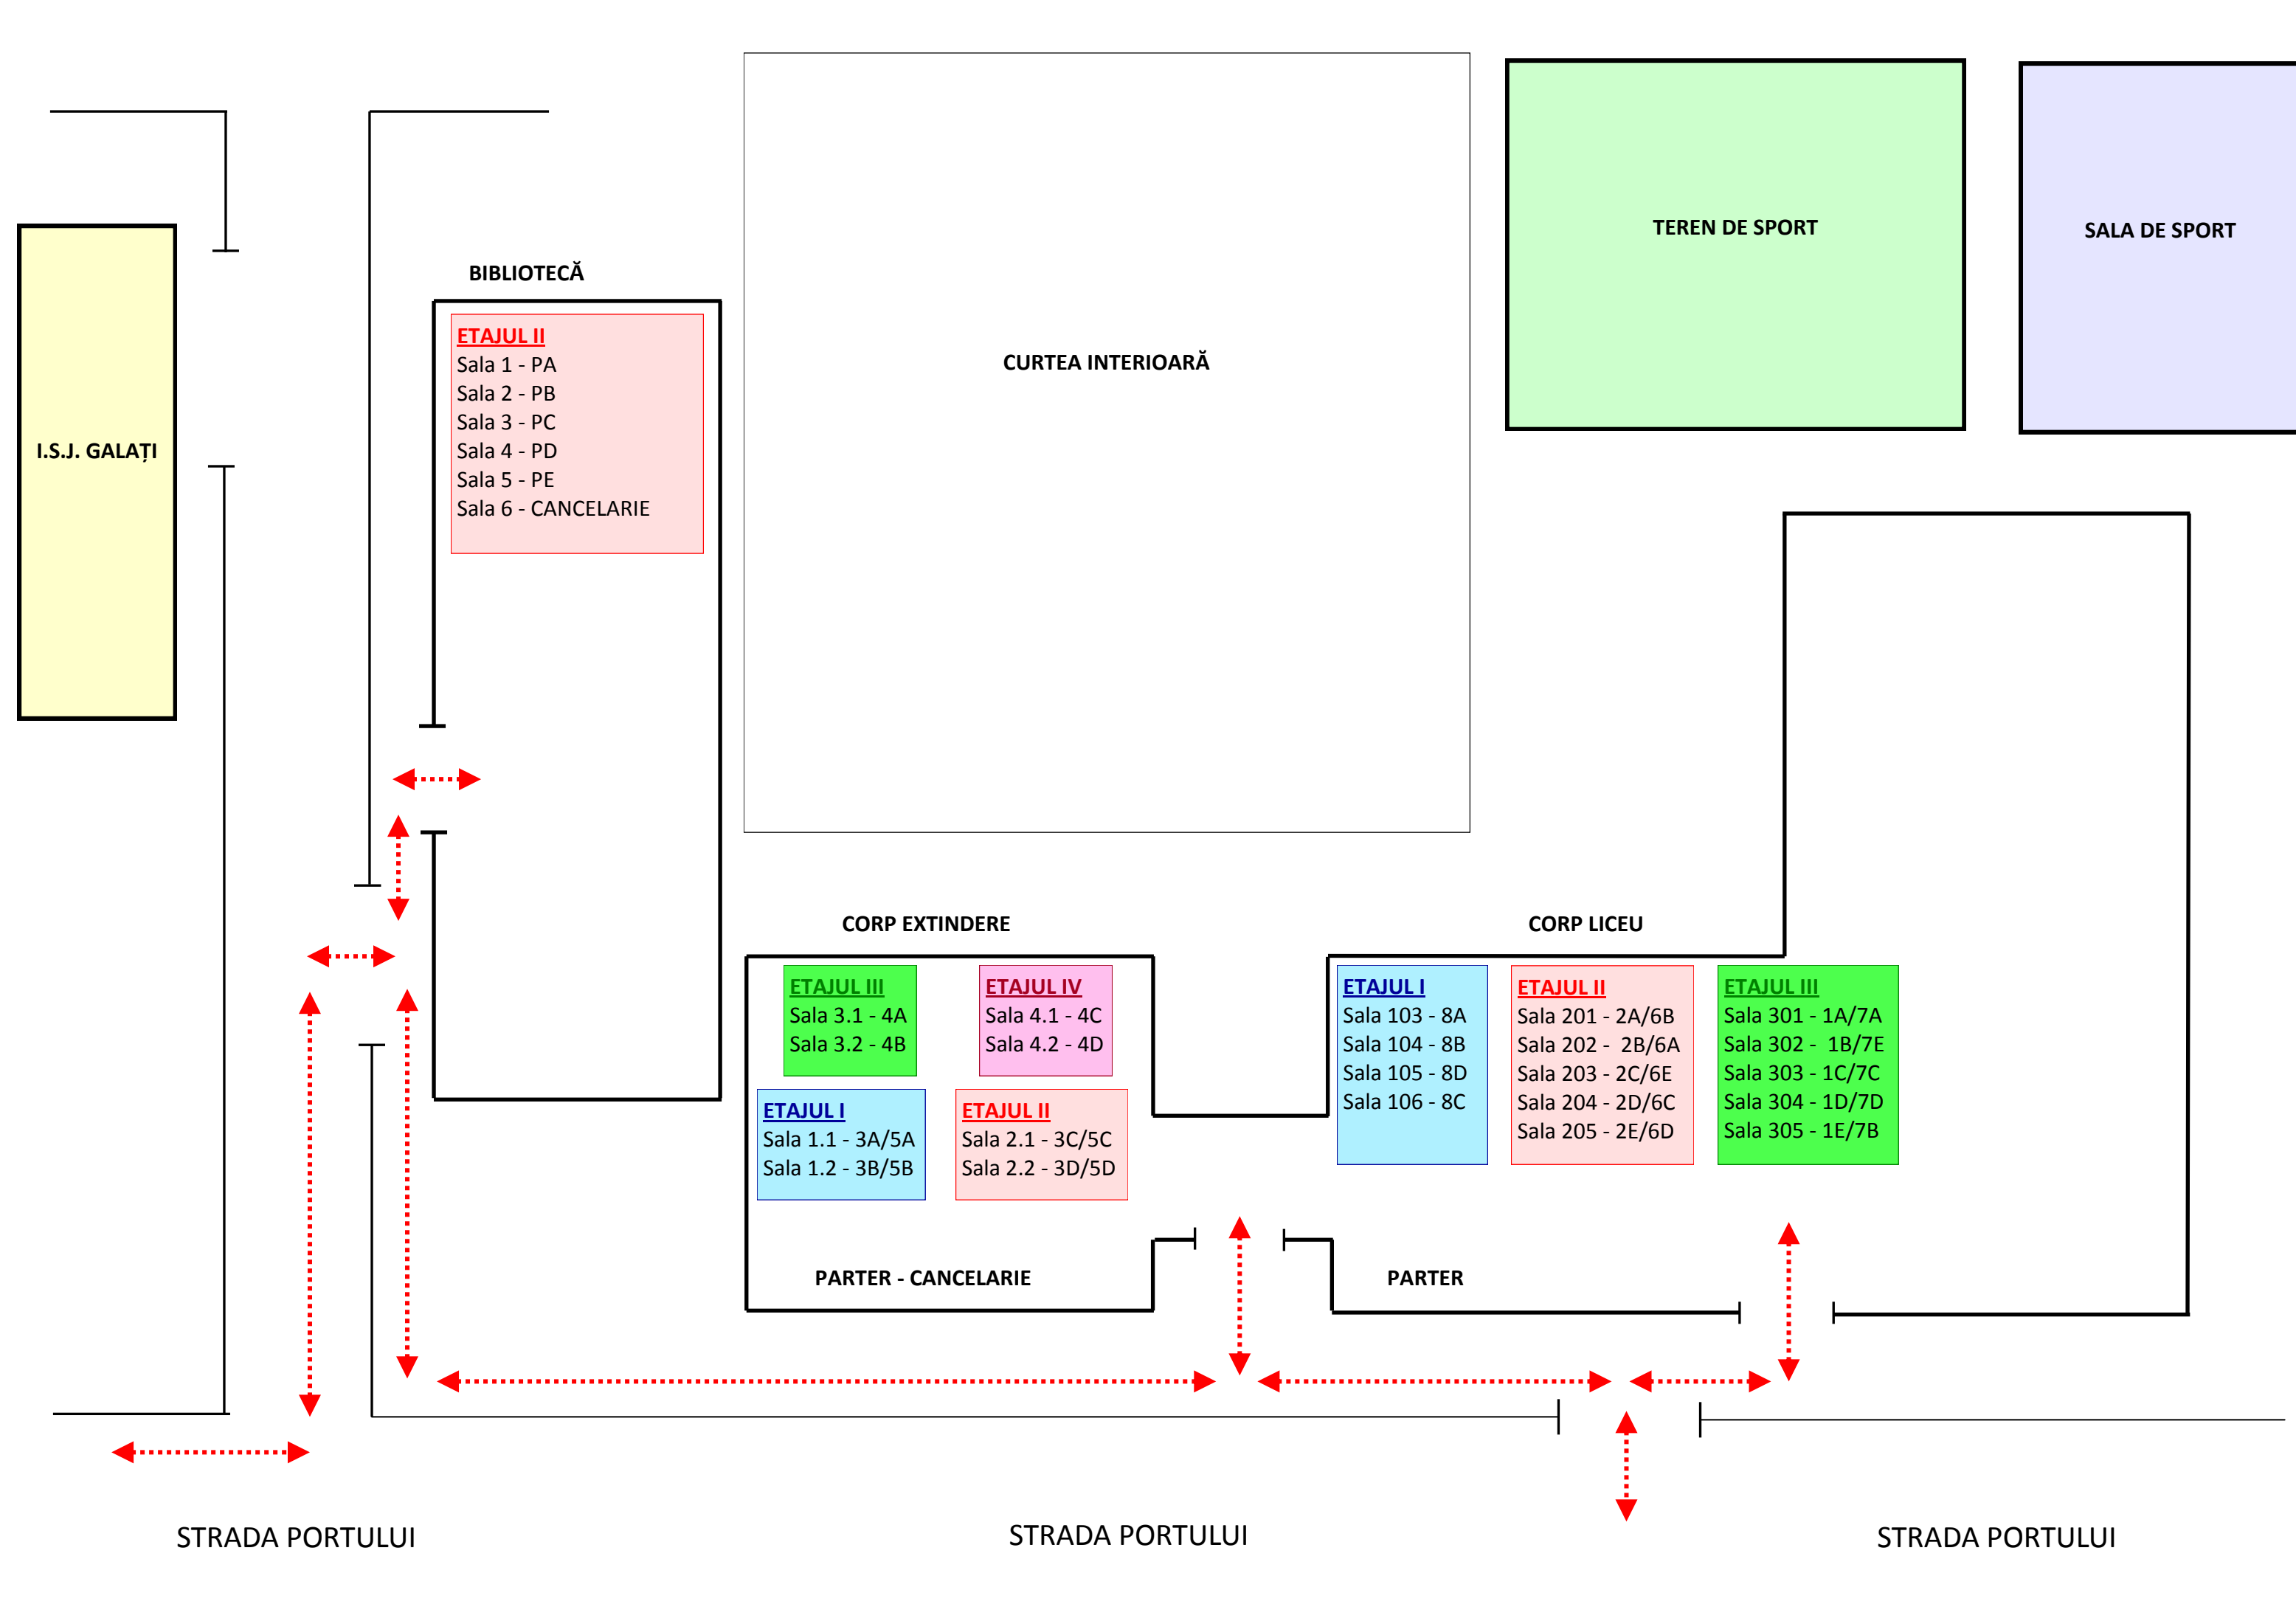 TEREN DE SPORT
SALA DE SPORT
BIBLIOTECĂ
ETAJUL II
Sala 1 - PA
Sala 2 - PB
Sala 3 - PC
Sala 4 - PD
Sala 5 - PE
Sala 6 - CANCELARIE
CURTEA INTERIOARĂ
I.S.J. GALAȚI
CORP EXTINDERE
ETAJUL III
Sala 3.1 - 4A
Sala 3.2 - 4B
ETAJUL IV
Sala 4.1 - 4C
Sala 4.2 - 4D
ETAJUL I
Sala 1.1 - 3A/5A
Sala 1.2 - 3B/5B
ETAJUL II
Sala 2.1 - 3C/5C
Sala 2.2 - 3D/5D
PARTER - CANCELARIE
CORP LICEU
ETAJUL I
Sala 103 - 8A
Sala 104 - 8B
Sala 105 - 8D
Sala 106 - 8C
ETAJUL II
Sala 201 - 2A/6B
Sala 202 -  2B/6A
Sala 203 - 2C/6E
Sala 204 - 2D/6C
Sala 205 - 2E/6D
ETAJUL III
Sala 301 - 1A/7A
Sala 302 -  1B/7E
Sala 303 - 1C/7C
Sala 304 - 1D/7D
Sala 305 - 1E/7B
PARTER
STRADA PORTULUI
STRADA PORTULUI
STRADA PORTULUI